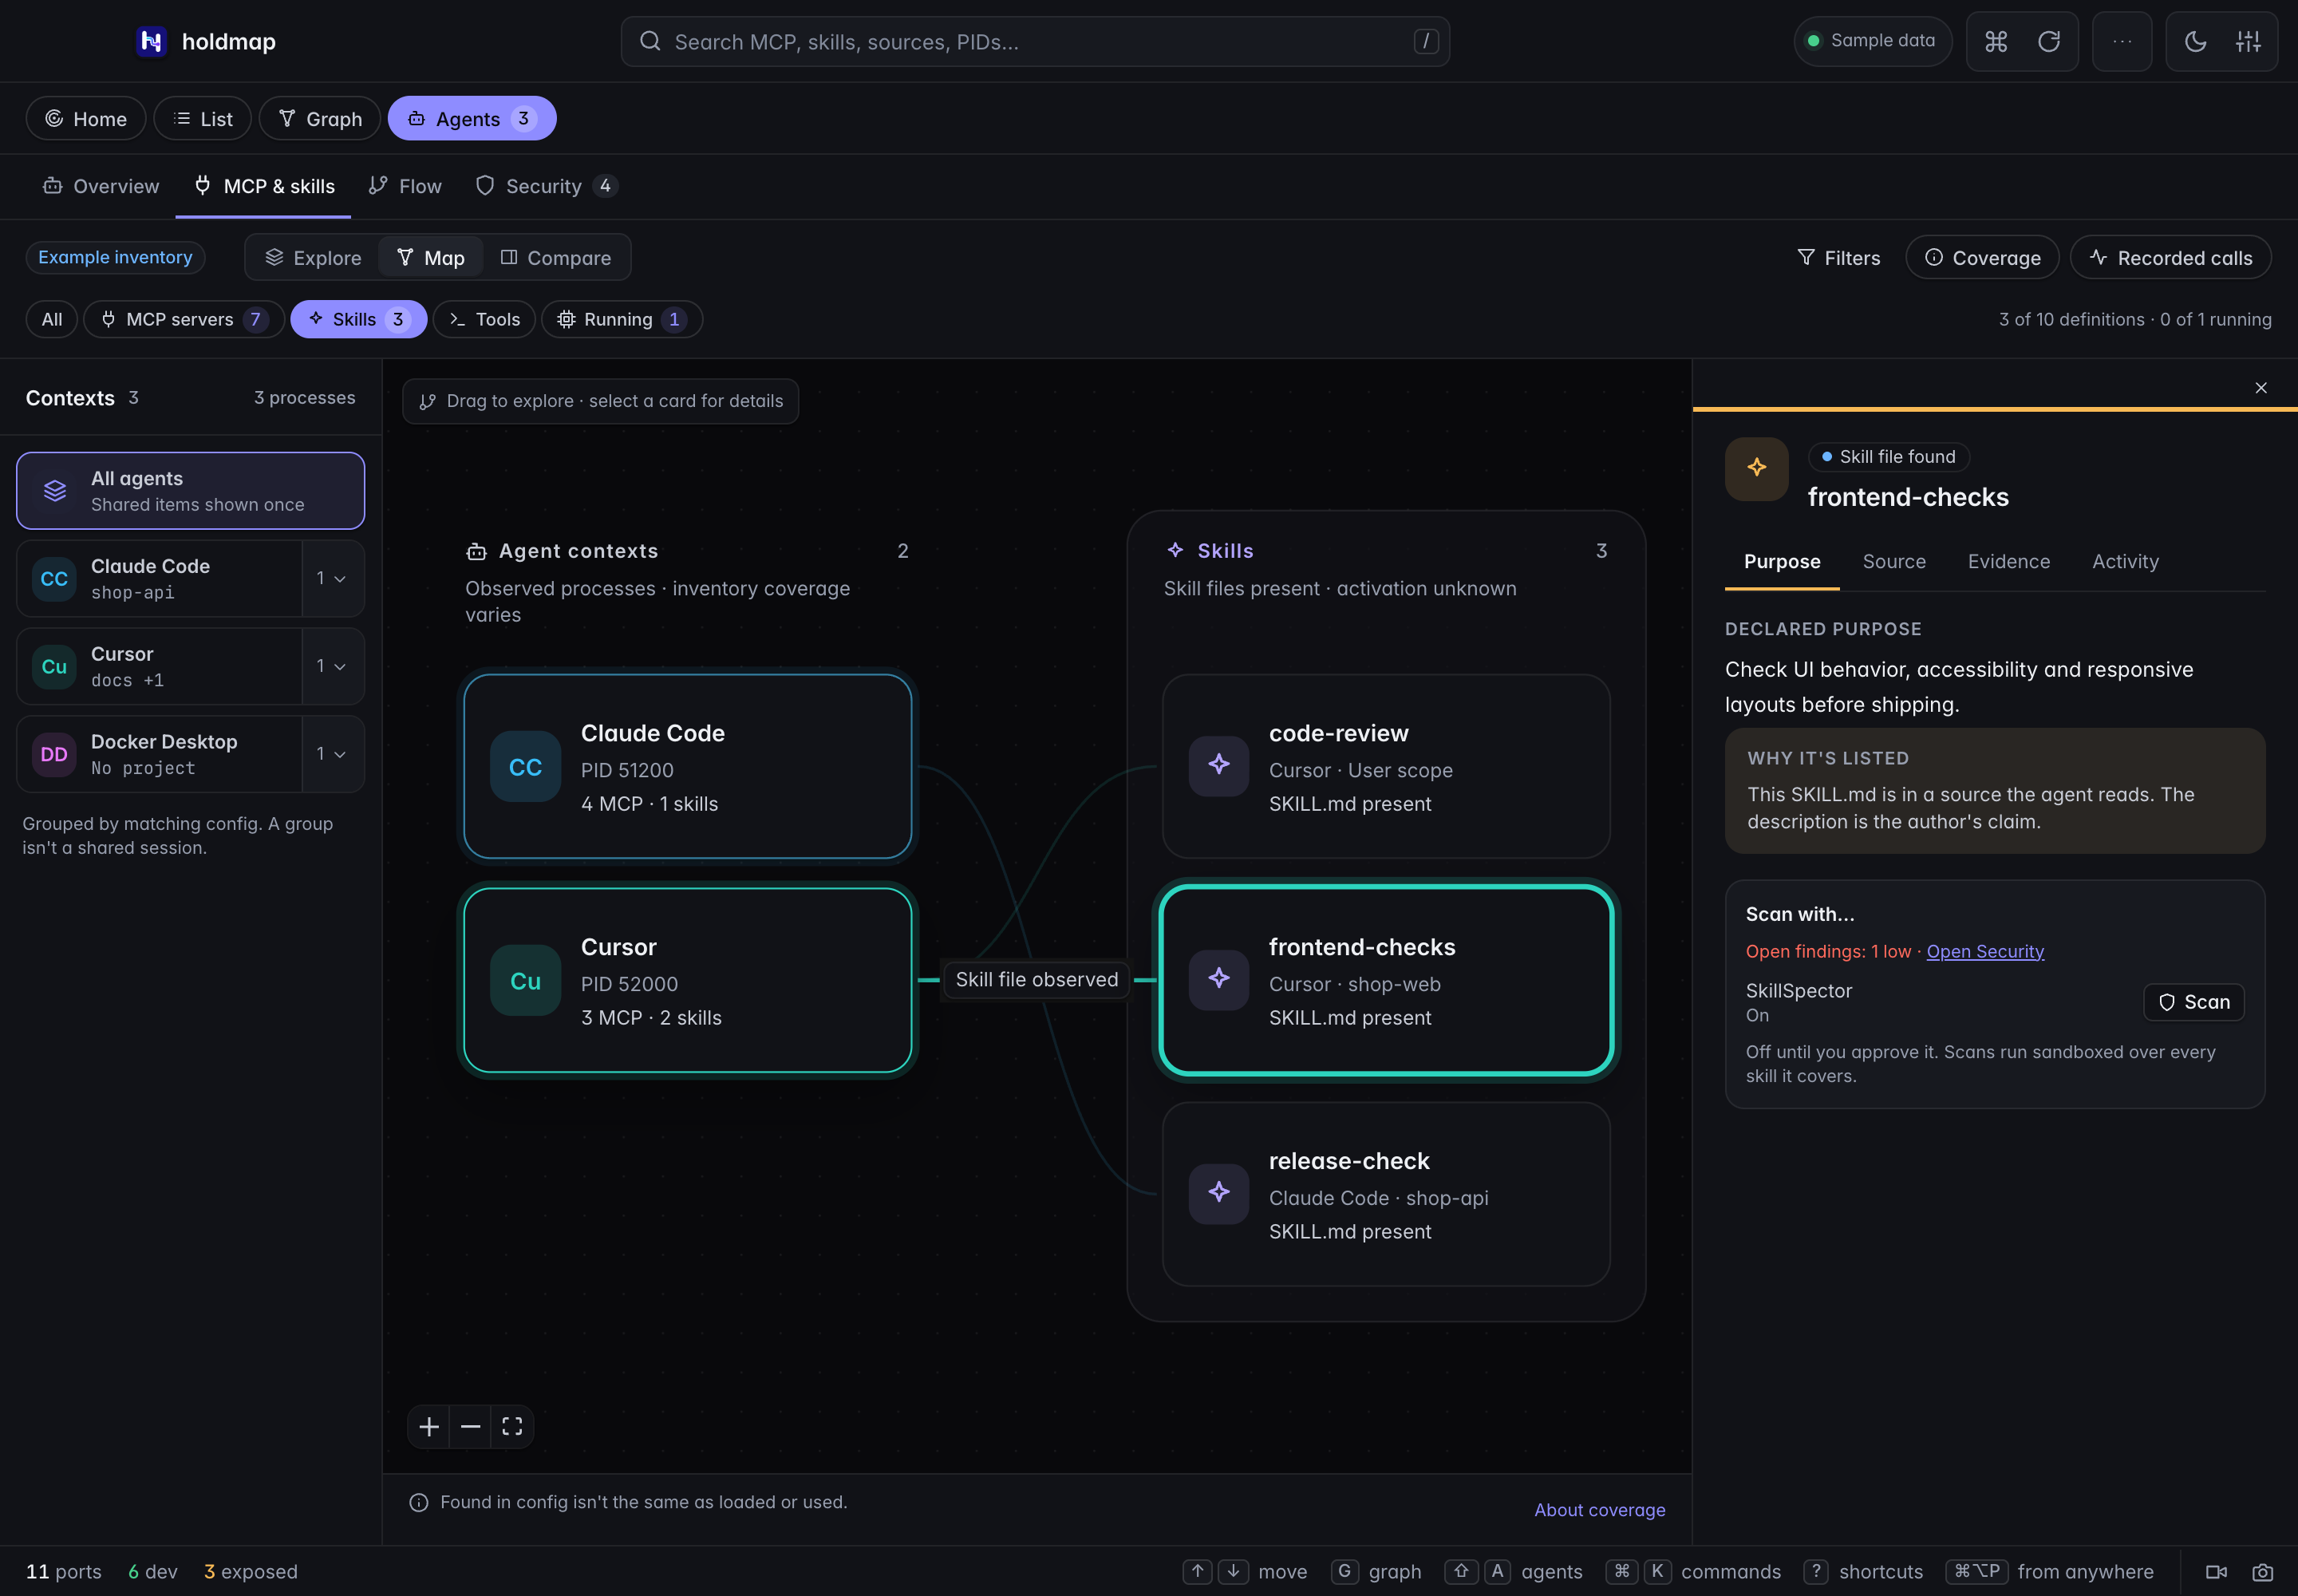 holdmap
Search MCP, skills, sources, PIDs...
/
Sample data
⌘
...
Home
List
Graph
Agents 3
Overview
MCP & skills
Flow
Security 4
Example inventory
Explore
Map
Compare
Filters
Coverage
Recorded calls
All
MCP servers 7
Skills 3
Tools
Running 1
3 of 10 definitions · 0 of 1 running
Contexts 3
3 processes
All agents
Shared items shown once
CC
Claude Code
shop-api
1
Cu
Cursor
docs +1
1
DD
Docker Desktop
No project
1
Grouped by matching config. A group
isn't a shared session.
Drag to explore · select a card for details
Agent contexts 2
Observed processes · inventory coverage
varies
CC
Claude Code
PID 51200
4 MCP · 1 skills
Cu
Cursor
PID 52000
3 MCP · 2 skills
Skill file observed
Skills 3
Skill files present · activation unknown
code-review
Cursor · User scope
SKILL.md present
frontend-checks
Cursor · shop-web
SKILL.md present
release-check
Claude Code · shop-api
SKILL.md present
Found in config isn't the same as loaded or used.
About coverage
Skill file found
frontend-checks
Purpose
Source
Evidence
Activity
DECLARED PURPOSE
Check UI behavior, accessibility and responsive
layouts before shipping.
WHY IT'S LISTED
This SKILL.md is in a source the agent reads. The
description is the author's claim.
Scan with...
Open findings: 1 low · Open Security
SkillSpector
On
Scan
Off until you approve it. Scans run sandboxed over every
skill it covers.
11 ports
6 dev
3 exposed
↑ ↓ move
G graph
⇧ A agents
⌘ K commands
? shortcuts
⌘⌥P from anywhere